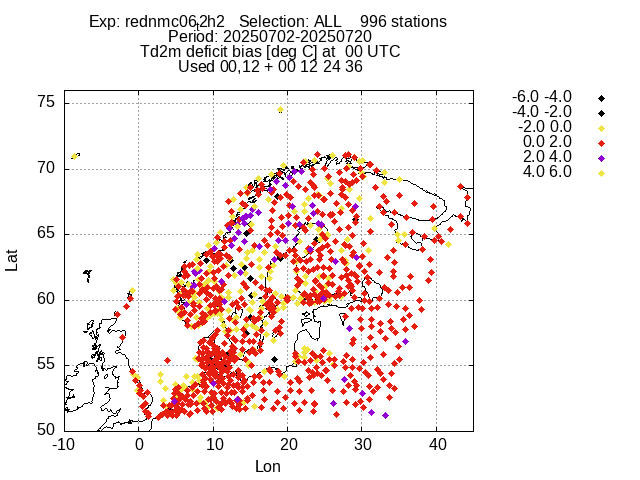 Exp: rednmc06_t2h2   Selection: ALL    996 stations
Period: 20250702-20250720
Td2m deficit bias [deg C] at  00 UTC
Used 00,12 + 00 12 24 36
-6.0 -4.0
-4.0 -2.0
-2.0 0.0
0.0 2.0
2.0 4.0
4.0 6.0
75
70
65
60
55
50
Lat
-10 0 10 20 30 40
Lon